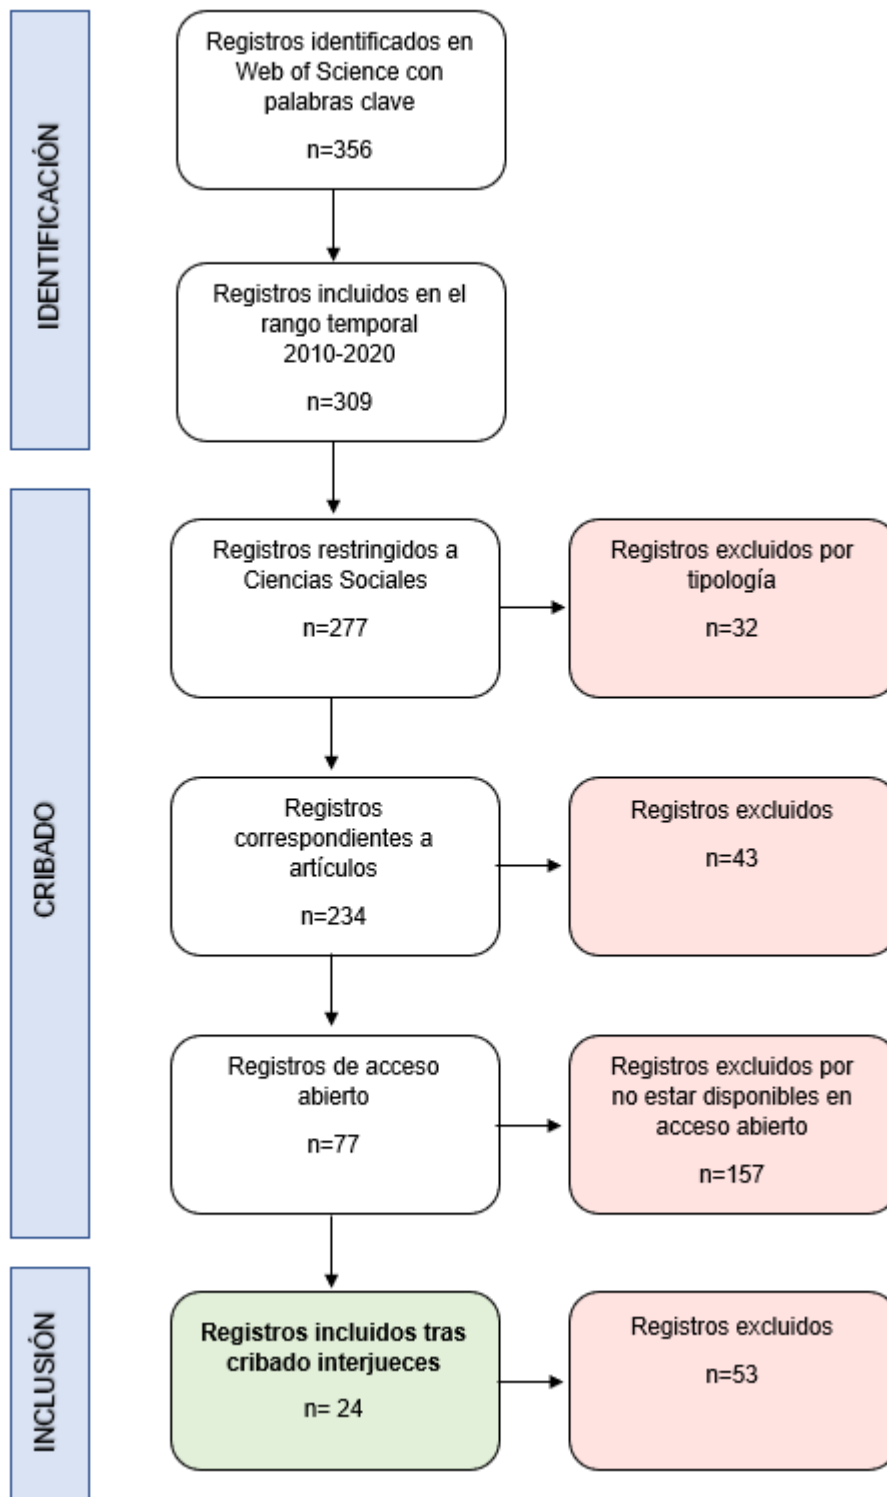 IDENTIFICACIÓN
Registros identificados en
Web of Science con
palabras clave
n=356
Registros incluidos en el
rango temporal
2010-2020
n=309
CRIBADO
Registros restringidos a
Ciencias Sociales
n=277
Registros excluidos por
tipología
n=32
Registros
correspondientes a
artículos
n=234
Registros excluidos
n=43
Registros de acceso
abierto
n=77
Registros excluidos por
no estar disponibles en
acceso abierto
n=157
INCLUSIÓN
Registros incluidos tras
cribado interjueces
n= 24
Registros excluidos
n=53